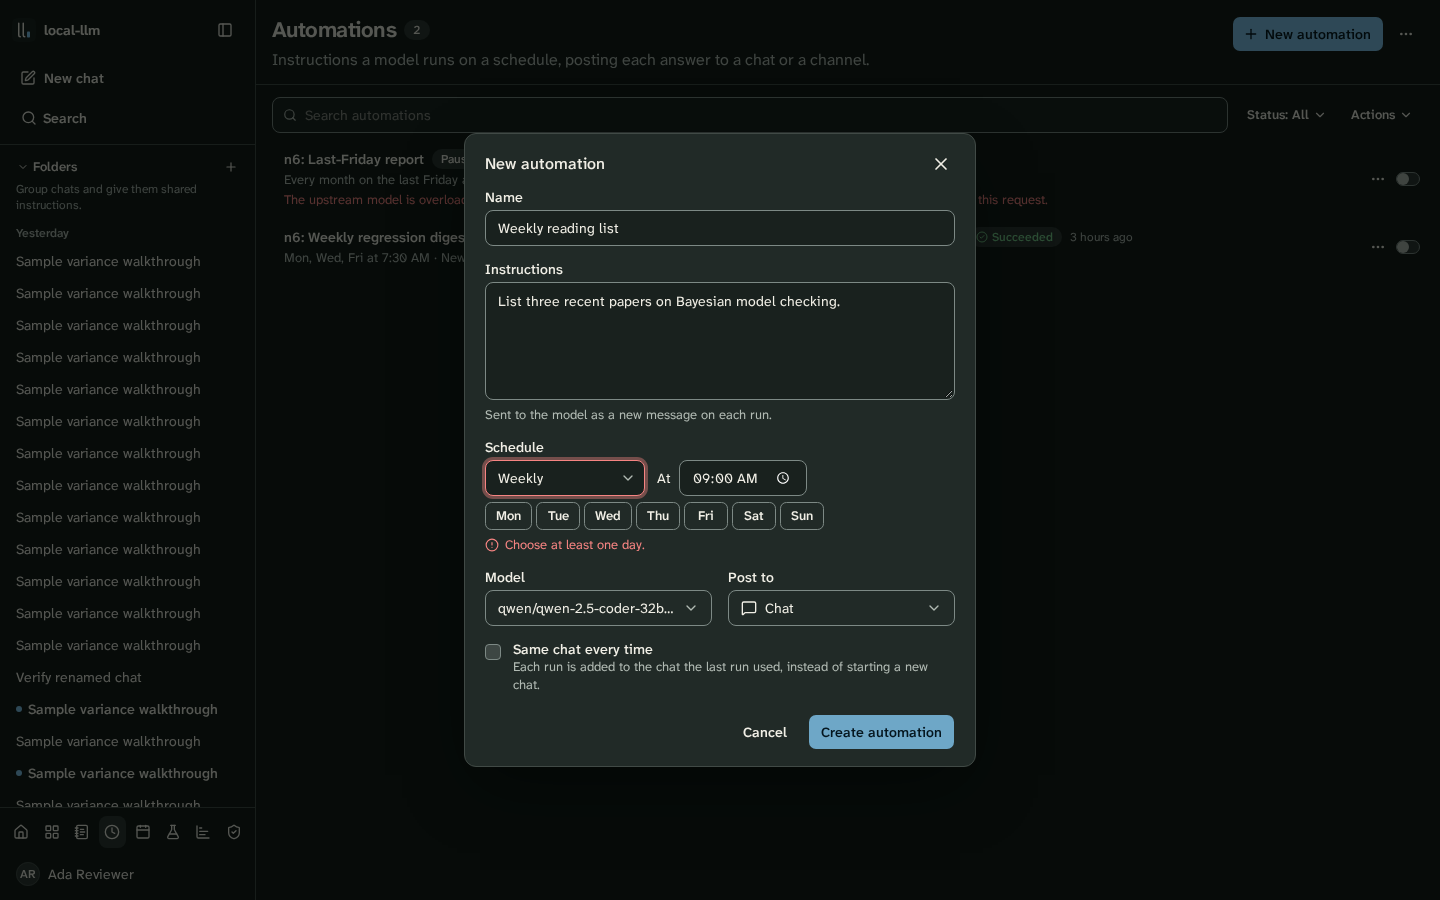 local-llm
New chat
Search
Folders
Group chats and give them shared
instructions.
Yesterday
Sample variance walkthrough
Sample variance walkthrough
Sample variance walkthrough
Sample variance walkthrough
Sample variance walkthrough
Sample variance walkthrough
Sample variance walkthrough
Sample variance walkthrough
Sample variance walkthrough
Sample variance walkthrough
Sample variance walkthrough
Sample variance walkthrough
Sample variance walkthrough
Verify renamed chat
Sample variance walkthrough
Sample variance walkthrough
Sample variance walkthrough
Sample variance walkthrough
AR Ada Reviewer
Automations 2
New automation
Instructions a model runs on a schedule, posting each answer to a chat or a channel.
Search automations
Status: All
Actions
n6: Last-Friday report
Every month on the last Friday
The upstream model is
this request.
n6: Weekly regression
Succeeded 3 hours ago
Mon, Wed, Fri at 7:30 AM · New
New automation
Name
Weekly reading list
Instructions
List three recent papers on Bayesian model checking.
Sent to the model as a new message on each run.
Schedule
Weekly At 09:00 AM
Mon Tue Wed Thu Fri Sat Sun
Choose at least one day.
Model Post to
qwen/qwen-2.5-coder-32b... Chat
Same chat every time
Each run is added to the chat the last run used, instead of starting a new
chat.
Cancel Create automation